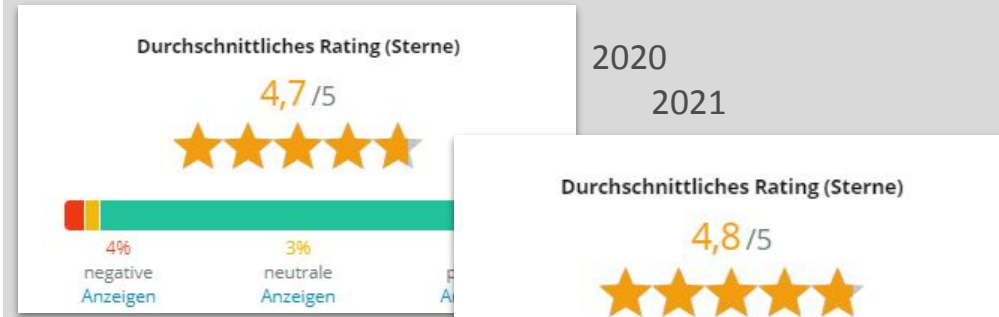 Durchschnittliches Rating (Sterne)
4,7 /5
4% 3%
negative neutrale
Anzeigen Anzeigen
2020
2021
Durchschnittliches Rating (Sterne)
4,8 /5